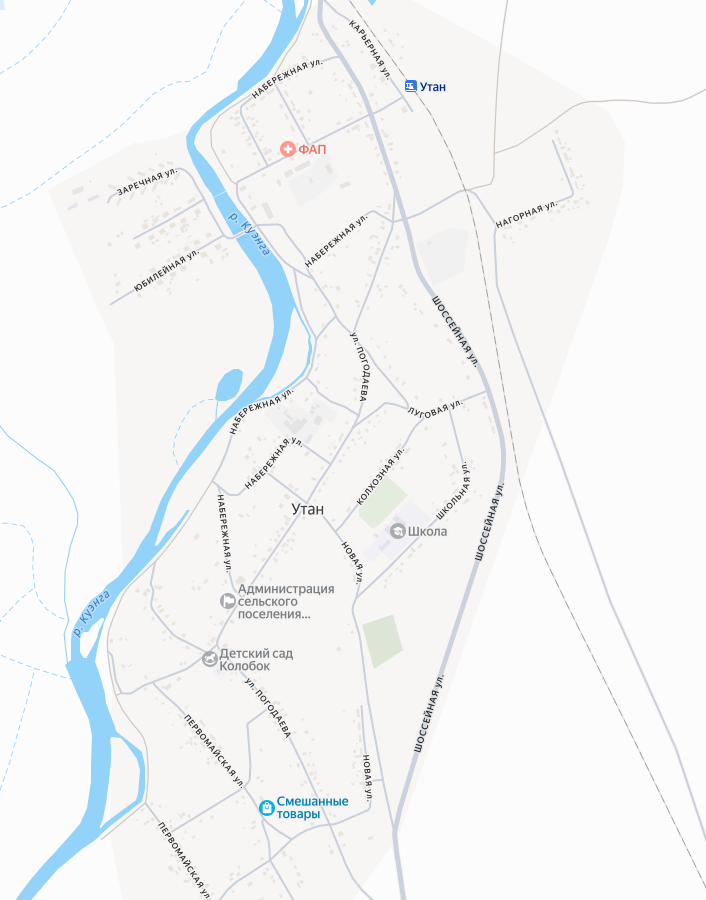 КАРЬЕРНАЯ УЛ.
НАБЕРЕЖНАЯ УЛ.
Утан
ФАП
ЗАРЕЧНАЯ УЛ.
НАГОРНАЯ УЛ.
р. Куэнга
НАБЕРЕЖНАЯ УЛ.
ЮБИЛЕЙНАЯ УЛ.
ШОССЕЙНАЯ УЛ.
УЛ. ПОГОДАЕВА
НАБЕРЕЖНАЯ УЛ.
ЛУГОВАЯ УЛ.
НАБЕРЕЖНАЯ УЛ.
КОЛХОЗНАЯ УЛ.
ШКОЛЬНАЯ УЛ.
Утан
НАБЕРЕЖНАЯ УЛ.
Школа
ШОССЕЙНАЯ УЛ.
НОВАЯ УЛ.
р. Куэнга
Администрация
сельского
поселения...
Детский сад
Колобок
УЛ. ПОГОДАЕВА
ШОССЕЙНАЯ УЛ.
ПЕРВОМАЙСКАЯ УЛ.
НОВАЯ УЛ.
Смешанные
товары
ПЕРВОМАЙСКАЯ УЛ.